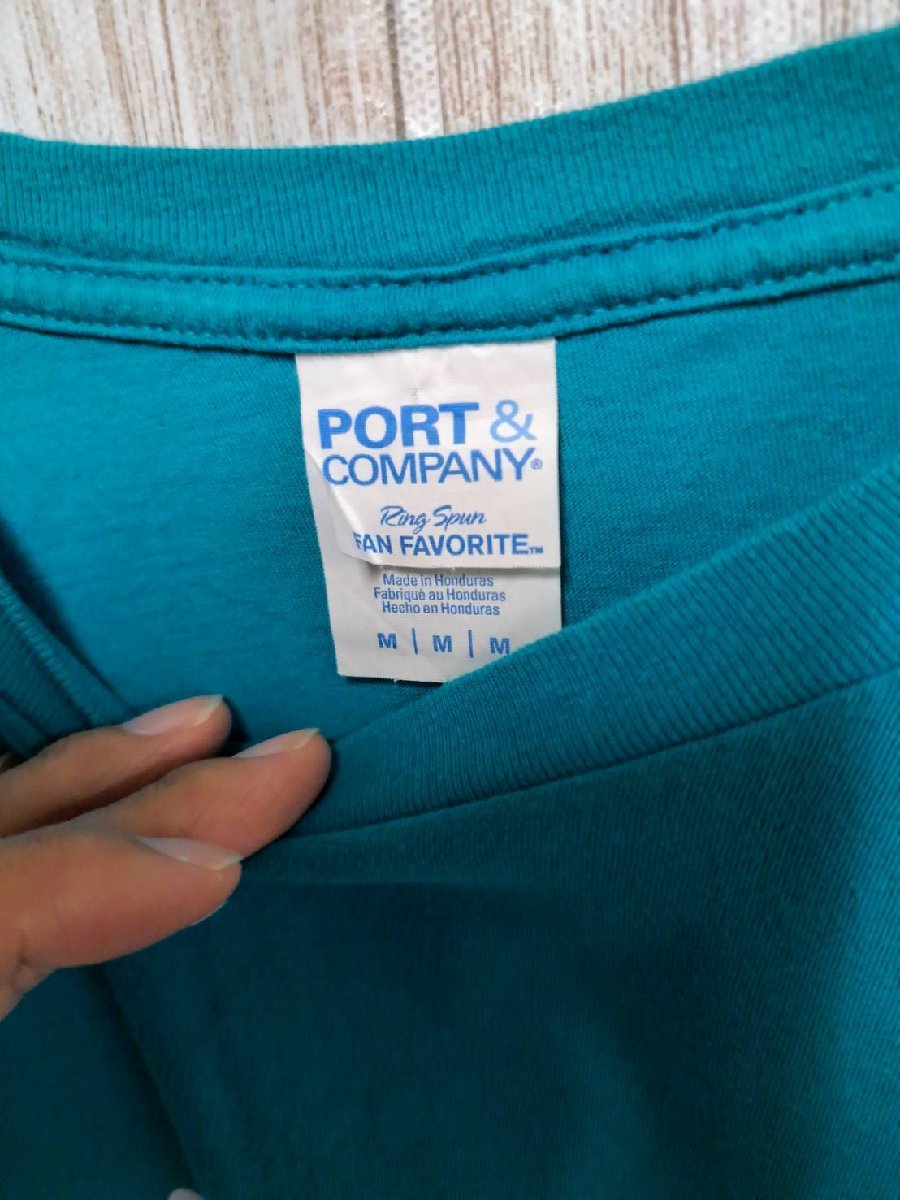 PORT &
COMPANY®
Ring Spun
FAN FAVORITE™
Made in Honduras
Fabriqué au Honduras
Hecho en Honduras
M | M | M